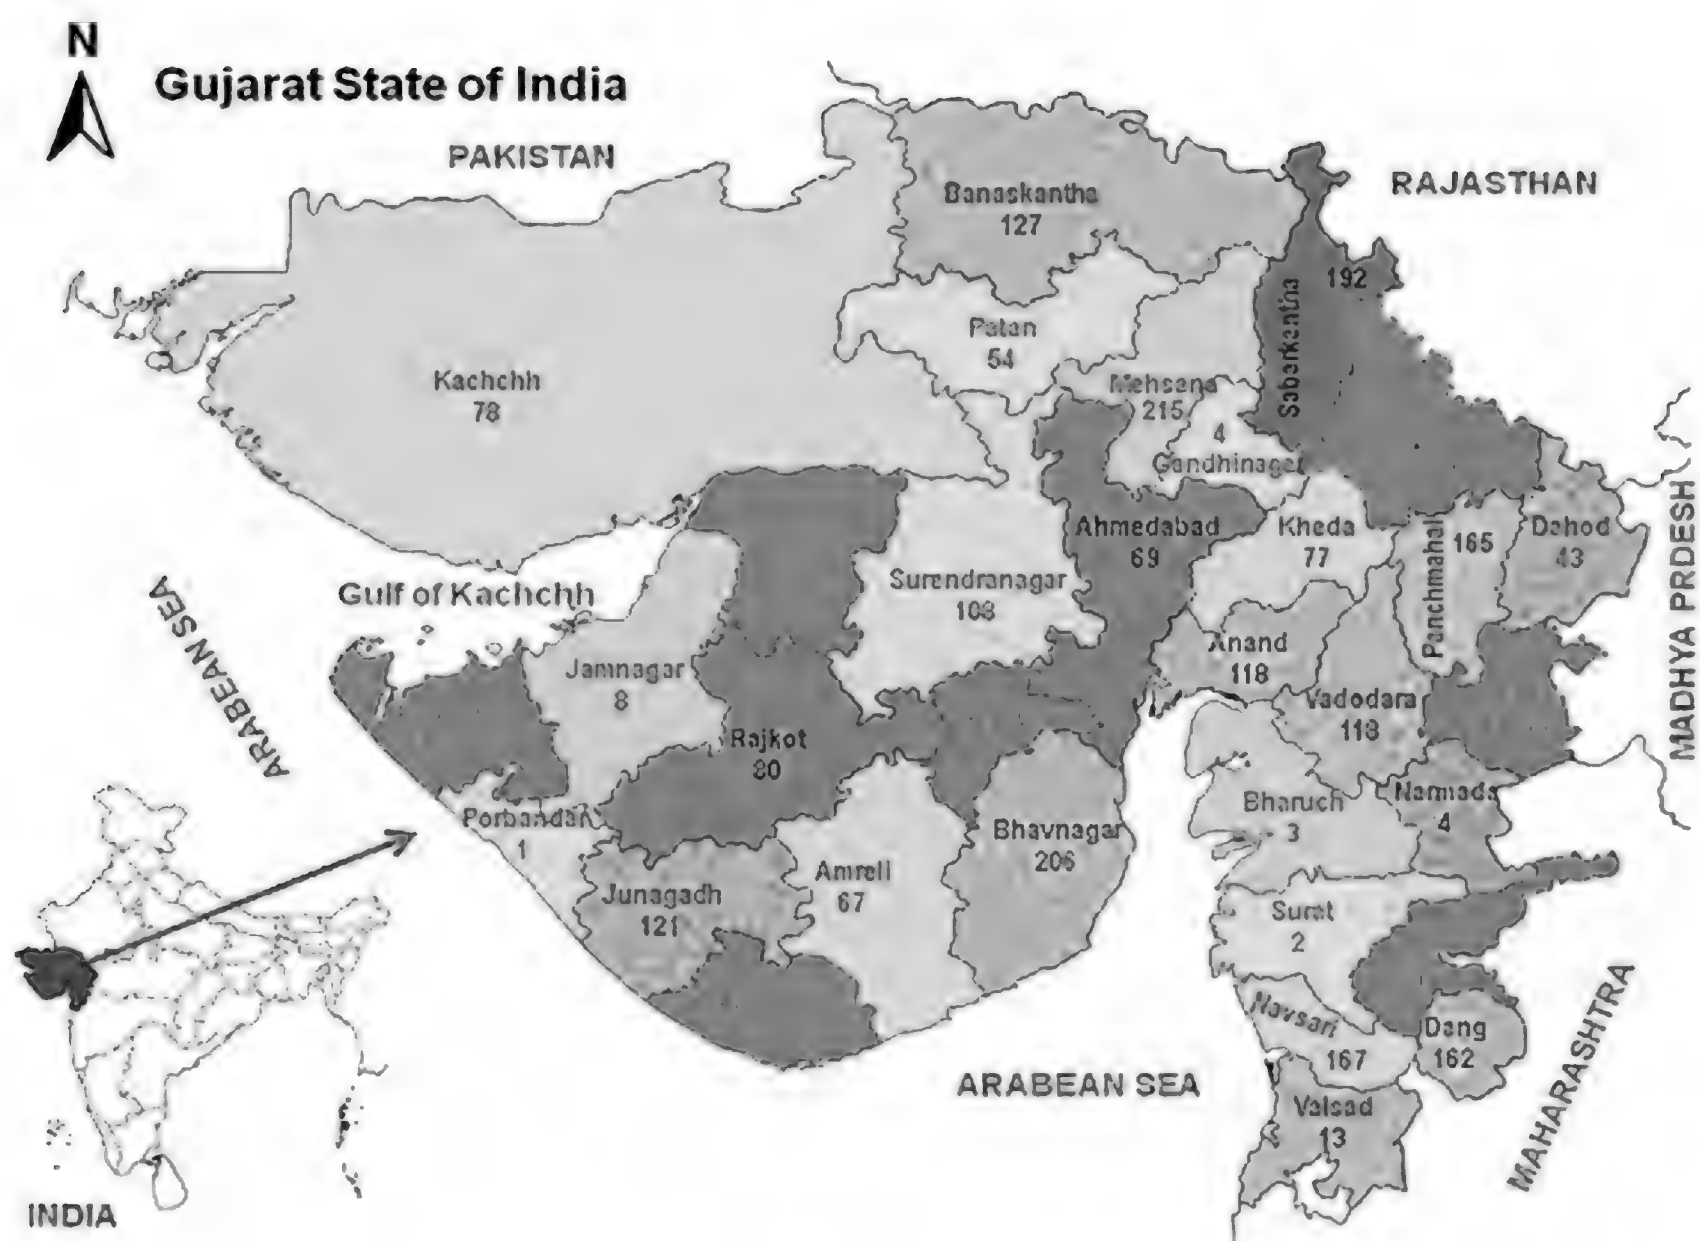 N
Gujarat State of India
PAKISTAN
RAJASTHAN
Banaskantha
127
192
Sabarkantha
Patan
54
Kachchh
78
Mehsana
215
4
Gandhinagar
Ahmedabad
69
Kheda
77
Panchmahal
165
Dahod
43
MADHYA PRDESH
Surendranagar
108
Gulf of Kachchh
ARABEAN SEA
Jamnagar
8
Anand
118
Vadodara
118
Rajkot
80
Porbandar
1
Bhavnagar
206
Bharuch
3
Narmada
4
Amreli
67
Junagadh
121
Surat
2
Navsari
167
Dang
162
ARABEAN SEA
MAHARASHTRA
Valsad
13
INDIA